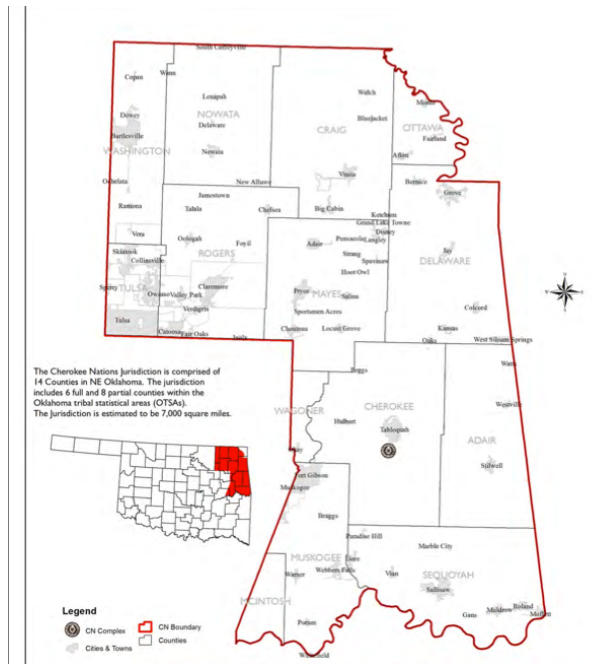 South Coffeyville
Copan
Wann
Lenapah
Welch
Miami
Dewey
NOWATA
Delaware
Bluejacket
OTTAWA
Bartlesville
CRAIG
Fairland
WASHINGTON
Nowata
Afton
Vinita
Ochelata
New Alluwe
Bernice
Grove
Jamestown
Ramona
Talala
Chelsea
Big Cabin
Ketchum
Grand Lake Towne
Vera
Disney
Oologah
Foyil
Adair
Pensacola
Langley
Skiatook
ROGERS
Strang
Jay
Collinsville
Spavinaw
DELAWARE
Hoot Owl
Sperry
TULSA
Claremore
Owasso
Valley Park
Pryor
MAYES
Salina
Verdigris
Sportsmen Acres
Colcord
Tulsa
Catoosa
Fair Oaks
Inola
Chouteau
Locust Grove
Kansas
Oaks
West Siloam Springs
Watts
The Cherokee Nations Jurisdiction is comprised of
14 Counties in NE Oklahoma. The jurisdiction
includes 6 full and 8 partial counties within the
Oklahoma tribal statistical areas (OTSAs).
The Jurisdiction is estimated to be 7,000 square miles.
Peggs
WAGONER
CHEROKEE
Westville
Hulbert
Tahlequah
ADAIR
Okay
Stilwell
Fort Gibson
Muskogee
Braggs
Paradise Hill
Marble City
MUSKOGEE
Gore
Warner
Webbers Falls
Vian
SEQUOYAH
Sallisaw
MCINTOSH
Roland
Muldrow
Moffett
Gans
Porum
Whitefield
Legend
CN Complex
CN Boundary
Cities & Towns
Counties